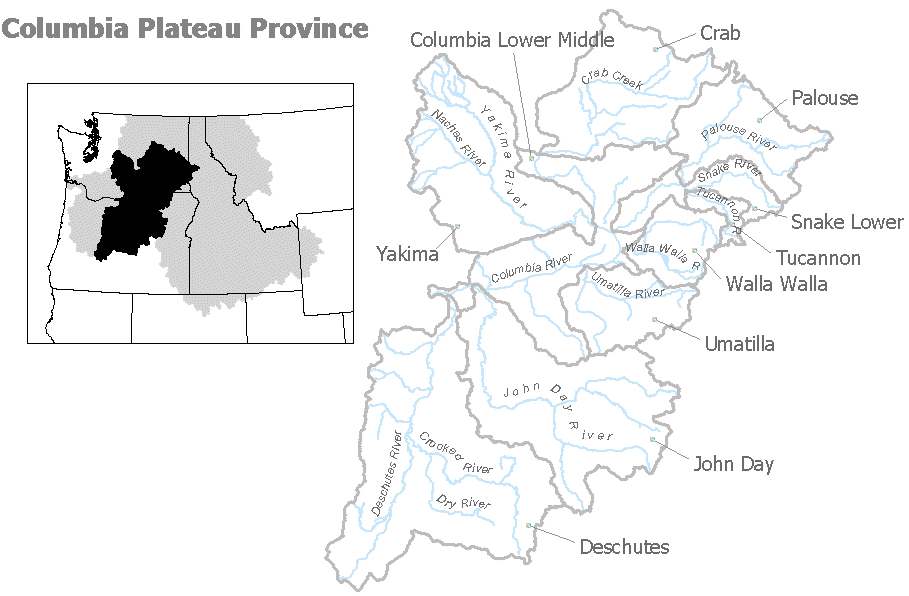 Columbia Plateau Province
Columbia Lower Middle
Crab
Palouse
Snake Lower
Tucannon
Walla Walla
Umatilla
John Day
Deschutes
Yakima
Crab Creek
Yakima River
Naches River
Palouse River
Snake River
Tucannon R
Walla Walla R
Columbia River
Umatilla River
John Day River
Crooked River
Deschutes River
Dry River